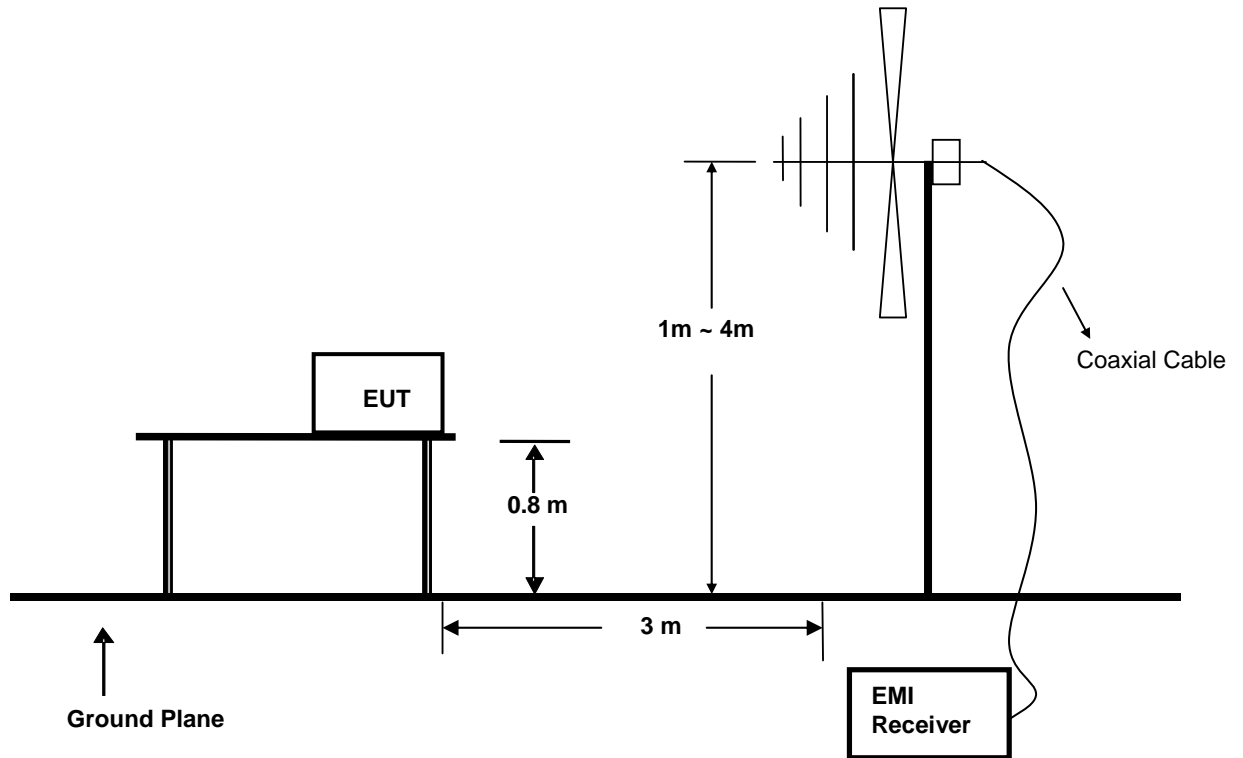 1m ~ 4m
Coaxial Cable
EUT
0.8 m
3 m
Ground Plane
EMI
Receiver